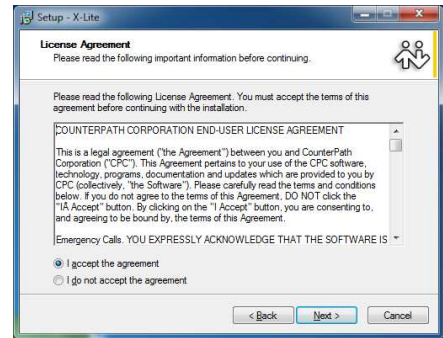 Setup - X-Lite
License Agreement
Please read the following important information before continuing.
Please read the following License Agreement. You must accept the terms of this
agreement before continuing with the installation.
COUNTERPATH CORPORATION END-USER LICENSE AGREEMENT
This is a legal agreement ("the Agreement") between you and CounterPath
Corporation ("CPC"). This Agreement pertains to your use of the CPC software,
technology, programs, documentation and updates which are provided to you by
CPC (collectively, "the Software"). Please carefully read the terms and conditions
below. If you do not agree to the terms of this Agreement, DO NOT click the
"IÂ Accept" button. By clicking on the "I Accept" button, you are consenting to,
and agreeing to be bound by, the terms of this Agreement.
Emergency Calls. YOU EXPRESSLY ACKNOWLEDGE THAT THE SOFTWARE IS
I accept the agreement
I do not accept the agreement
< Back
Next >
Cancel